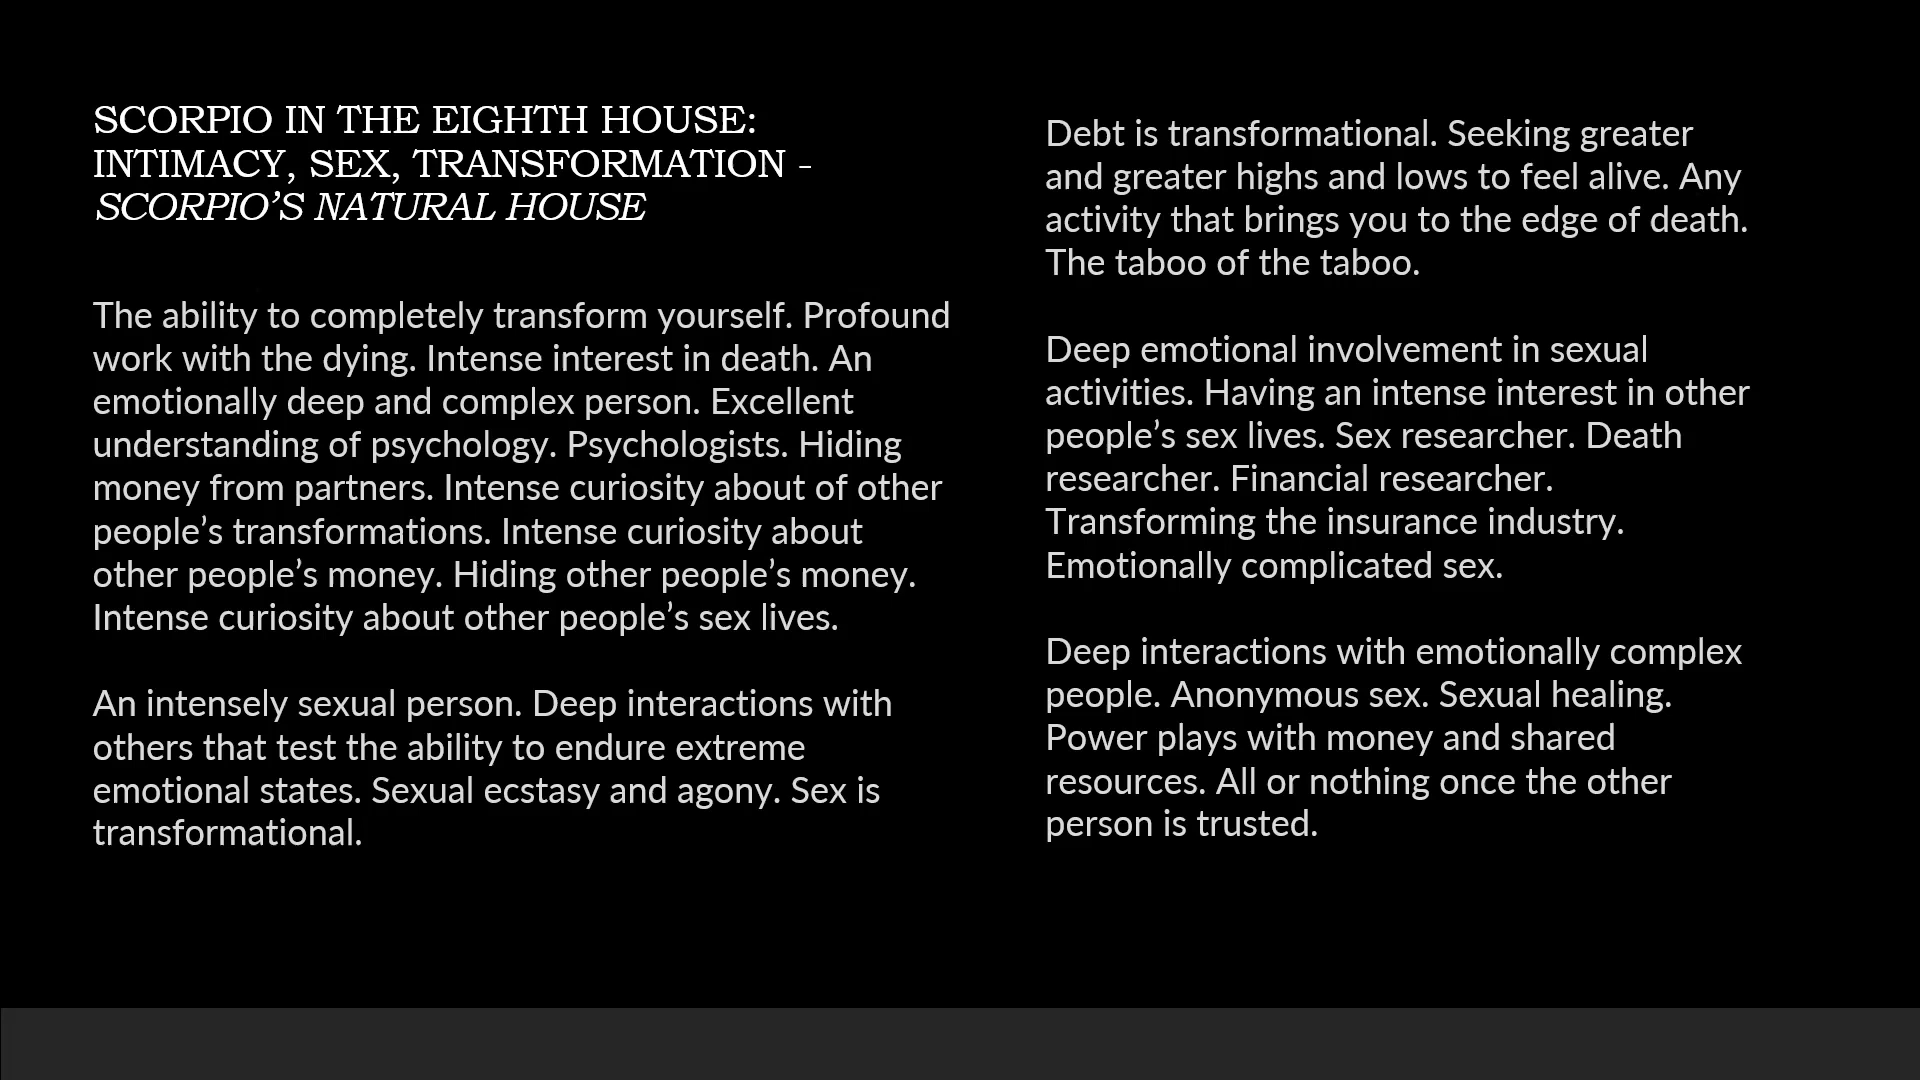 SCORPIO IN THE EIGHTH HOUSE:
INTIMACY, SEX, TRANSFORMATION -
SCORPIO’S NATURAL HOUSE
The ability to completely transform yourself. Profound
work with the dying. Intense interest in death. An
emotionally deep and complex person. Excellent
understanding of psychology. Psychologists. Hiding
money from partners. Intense curiosity about of other
people’s transformations. Intense curiosity about
other people’s money. Hiding other people’s money.
Intense curiosity about other people’s sex lives.
An intensely sexual person. Deep interactions with
others that test the ability to endure extreme
emotional states. Sexual ecstasy and agony. Sex is
transformational.
Debt is transformational. Seeking greater
and greater highs and lows to feel alive. Any
activity that brings you to the edge of death.
The taboo of the taboo.
Deep emotional involvement in sexual
activities. Having an intense interest in other
people’s sex lives. Sex researcher. Death
researcher. Financial researcher.
Transforming the insurance industry.
Emotionally complicated sex.
Deep interactions with emotionally complex
people. Anonymous sex. Sexual healing.
Power plays with money and shared
resources. All or nothing once the other
person is trusted.